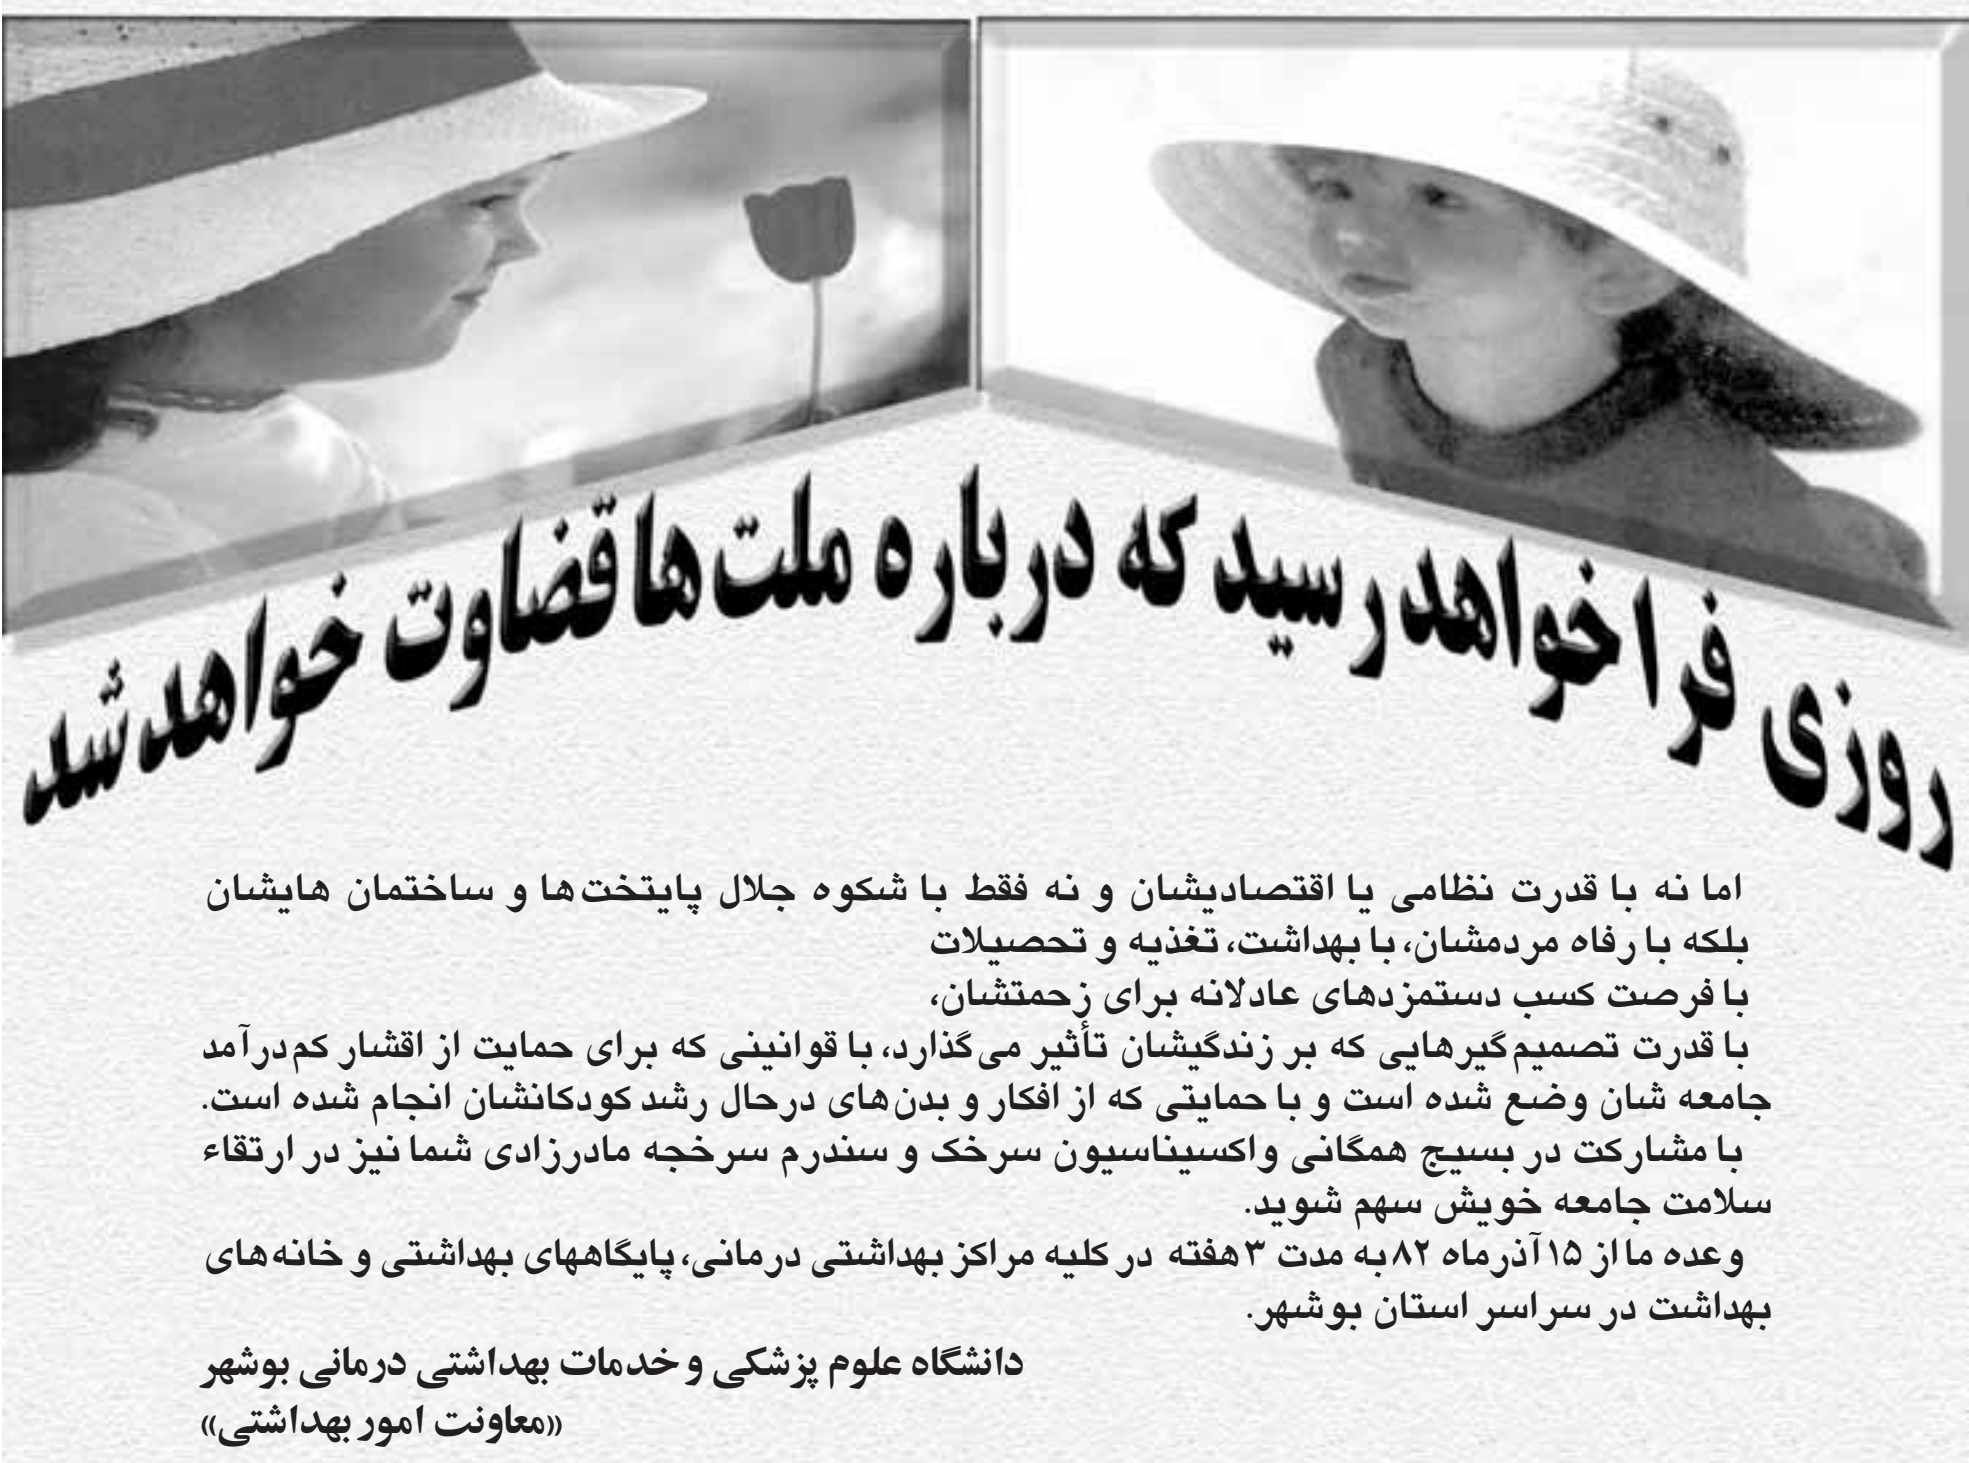 روزی فرا خواهد رسید که درباره ملت‌ها قضاوت خواهد شد
اما نه با قدرت نظامی یا اقتصادیشان و نه فقط با شکوه جلال پایتخت‌ها و ساختمان هایشان
بلکه با رفاه مردمشان، با بهداشت، تغذیه و تحصیلات
با فرصت کسب دستمزدهای عادلانه برای زحمتشان،
با قدرت تصمیم‌گیرهایی که بر زندگیشان تأثیر می‌گذارد، با قوانینی که برای حمایت از اقشار کم‌درآمد
جامعه شان وضع شده است و با حمایتی که از افکار و بدن‌های درحال رشد کودکانشان انجام شده است.
با مشارکت در بسیج همگانی واکسیناسیون سرخک و سندرم سرخجه مادرزادی شما نیز در ارتقاء
سلامت جامعه خویش سهم شوید.
وعده ما از ۱۵ آذرماه ۸۲ به مدت ۳ هفته در کلیه مراکز بهداشتی درمانی، پایگاههای بهداشتی و خانه‌های
بهداشت در سراسر استان بوشهر.
دانشگاه علوم پزشکی و خدمات بهداشتی درمانی بوشهر
«معاونت امور بهداشتی»